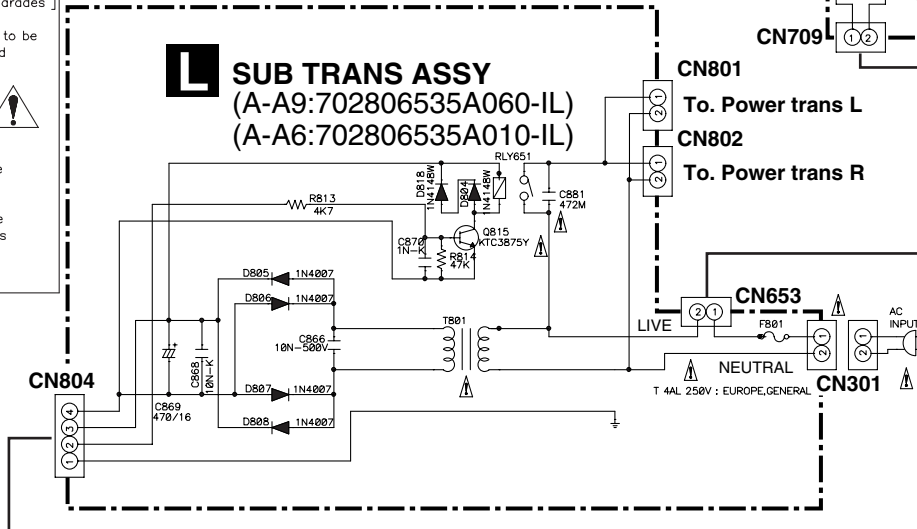 grades ]
to be
d
e
e
s
L SUB TRANS ASSY
(A-A9:702806535A060-IL)
(A-A6:702806535A010-IL)
CN709
1 2
CN801
1
2
To. Power trans L
CN802
1
2
To. Power trans R
RLY651
D818
1N4148W
D804
1N4148W
C881
472M
R813
4K7
Q815
KTC3875Y
C870
1N-K
R814
47K
D805 1N4007
D806 1N4007
C866
10N-500V
T801
D807 1N4007
D808 1N4007
C868
10N-K
+
C869
470/16
CN804
4
3
2
1
CN653
2 1
LIVE
F801
NEUTRAL
T 4AL 250V : EUROPE,GENERAL
1
2
CN301
1
2
AC
INPUT